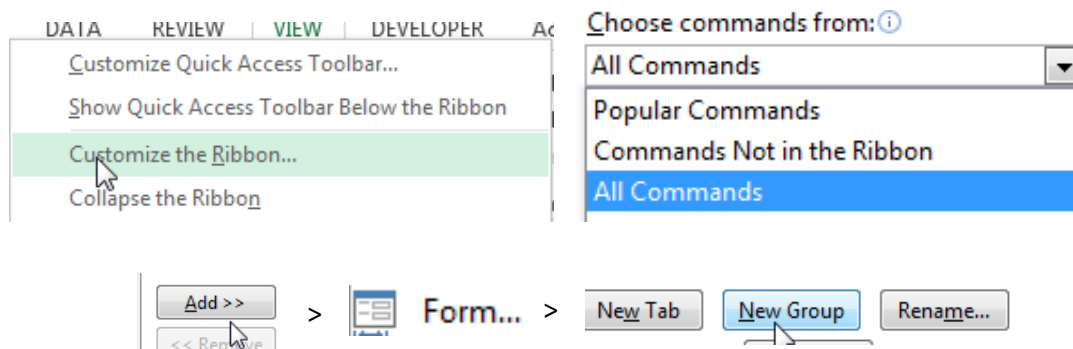 DATA REVIEW VIEW DEVELOPER
Customize Quick Access Toolbar...
Show Quick Access Toolbar Below the Ribbon
Customize the Ribbon...
Collapse the Ribbon
Choose commands from:
All Commands
Popular Commands
Commands Not in the Ribbon
All Commands
Add >> > Form... > New Tab New Group Rename...
<< Remove